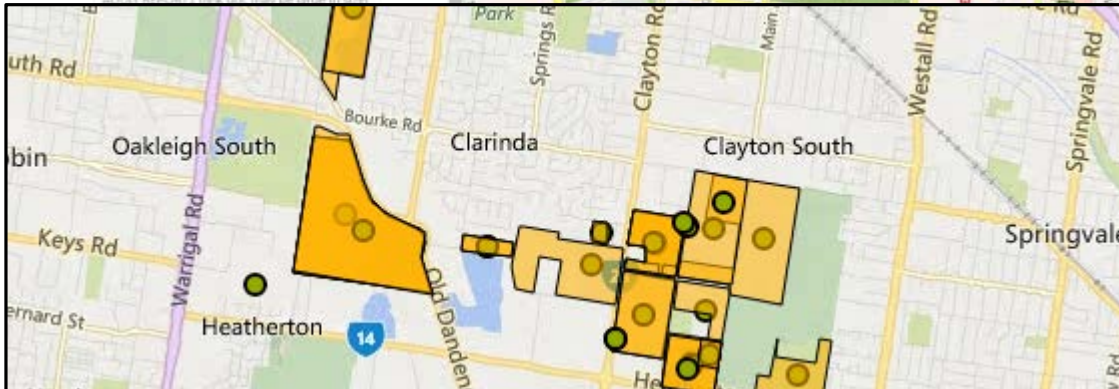 Park
Springs R
Clayton Rd
Main
Westall Rd
Springvale Rd
uth Rd
Bourke Rd
Oakleigh South
Clarinda
Clayton South
bin
Warrigal Rd
Keys Rd
Springvale
Old Danden
ernard St
Heatherton
14
He
Rd